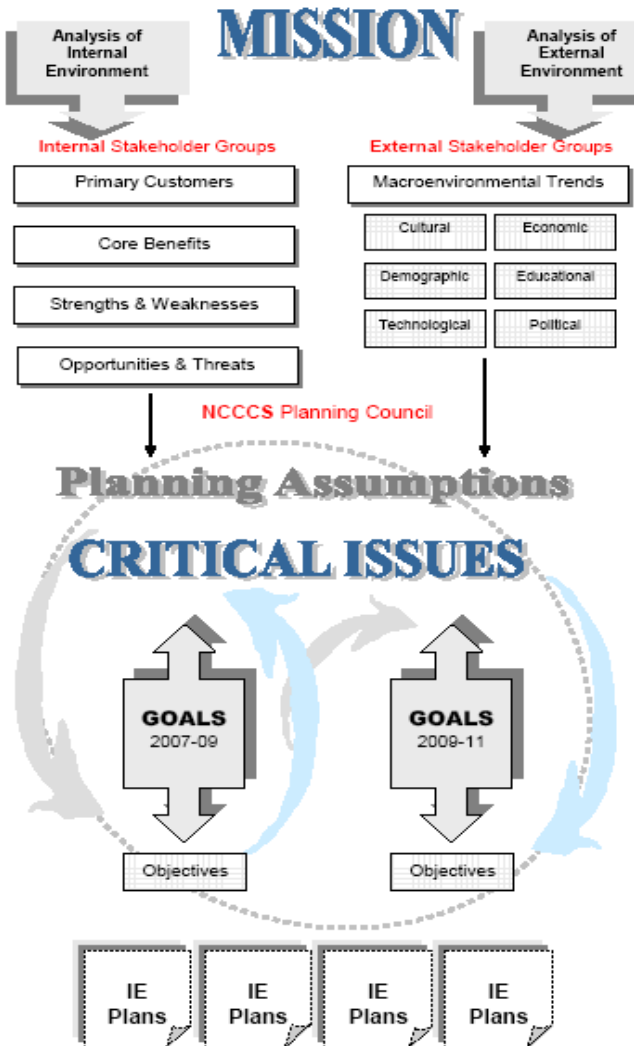 MISSION
Analysis of
Internal
Environment
Analysis of
External
Environment
Internal Stakeholder Groups
External Stakeholder Groups
Primary Customers
Core Benefits
Strengths & Weaknesses
Opportunities & Threats
Macroenvironmental Trends
Cultural
Economic
Demographic
Educational
Technological
Political
NCCCS Planning Council
Planning Assumptions
CRITICAL ISSUES
GOALS
2007-09
GOALS
2009-11
Objectives
Objectives
IE
Plans
IE
Plans
IE
Plans
IE
Plans